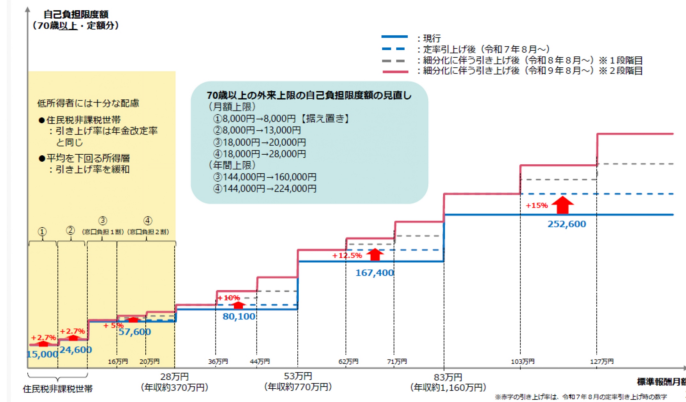 自己負担限度額
(70歳以上・定額分)
:現行
:定率引上げ後（令和7年8月～）
:細分化に伴う引き上げ後（令和8年8月～）※1段階目
:細分化に伴う引き上げ後（令和9年8月～）※2段階目
低所得者には十分な配慮
●住民税非課税世帯
:引き上げ率は年金改定率
と同じ
●平均を下回る所得層
:引き上げ率を緩和
70歳以上の外来上限の自己負担限度額の見直し
（月額上限）
①8,000円→8,000円【据え置き】
②8,000円→13,000円
③18,000円→20,000円
④18,000円→28,000円
（年間上限）
③144,000円→160,000円
④144,000円→224,000円
① ② ③ ④
(窓口負担1割) (窓口負担2割)
+2.7% +2.7% +5% +10% +12.5% +15%
15,000 24,600 57,600 80,100 167,400 252,600
16万円 20万円 36万円 44万円 62万円 71万円 103万円 127万円
住民税非課税世帯
28万円
(年収約370万円)
53万円
(年収約770万円)
83万円
(年収約1,160万円)
標準報酬月額
※赤字の引き上げ率は、令和7年8月の定率引上げ時の数字